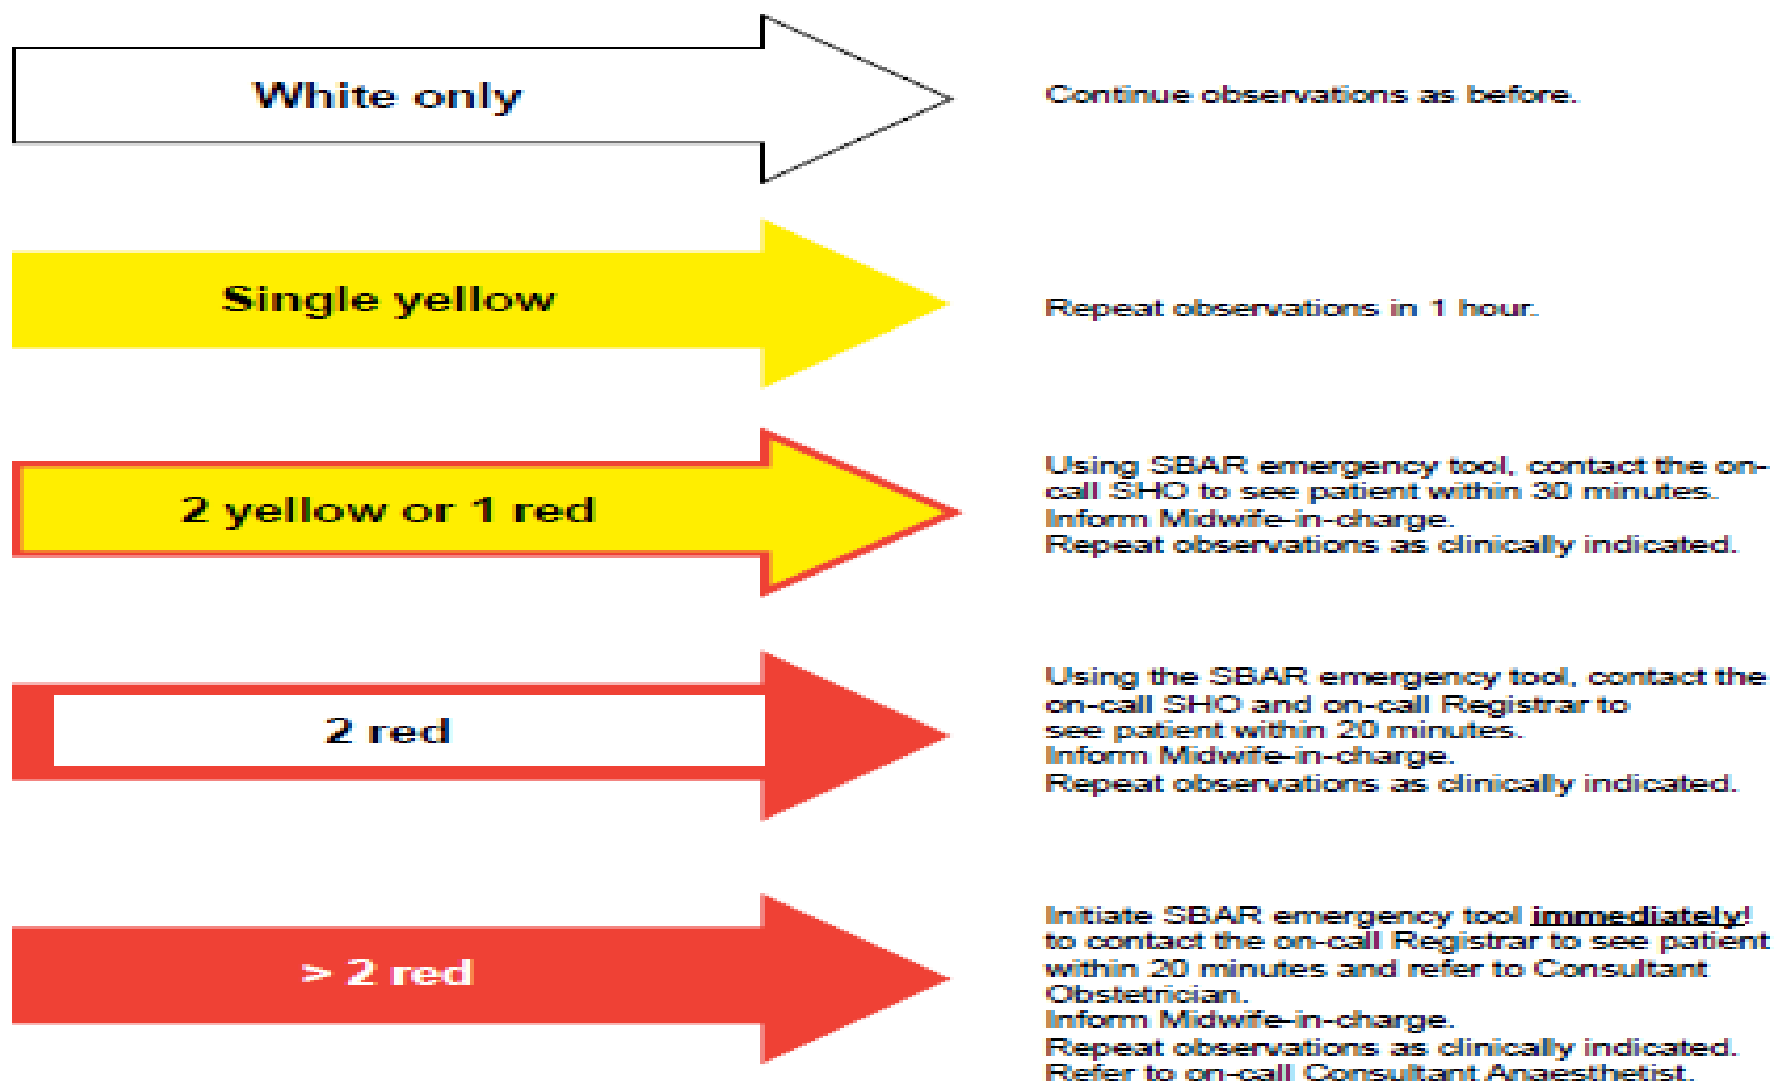 White only
Continue observations as before.
Single yellow
Repeat observations in 1 hour.
2 yellow or 1 red
Using SBAR emergency tool, contact the on-
call SHO to see patient within 30 minutes.
Inform Midwife-in-charge.
Repeat observations as clinically indicated.
2 red
Using the SBAR emergency tool, contact the
on-call SHO and on-call Registrar to
see patient within 20 minutes.
Inform Midwife-in-charge.
Repeat observations as clinically indicated.
> 2 red
Initiate SBAR emergency tool immediately!
to contact the on-call Registrar to see patient
within 20 minutes and refer to Consultant
Obstetrician.
Inform Midwife-in-charge.
Repeat observations as clinically indicated.
Refer to on-call Consultant Anaesthetist.